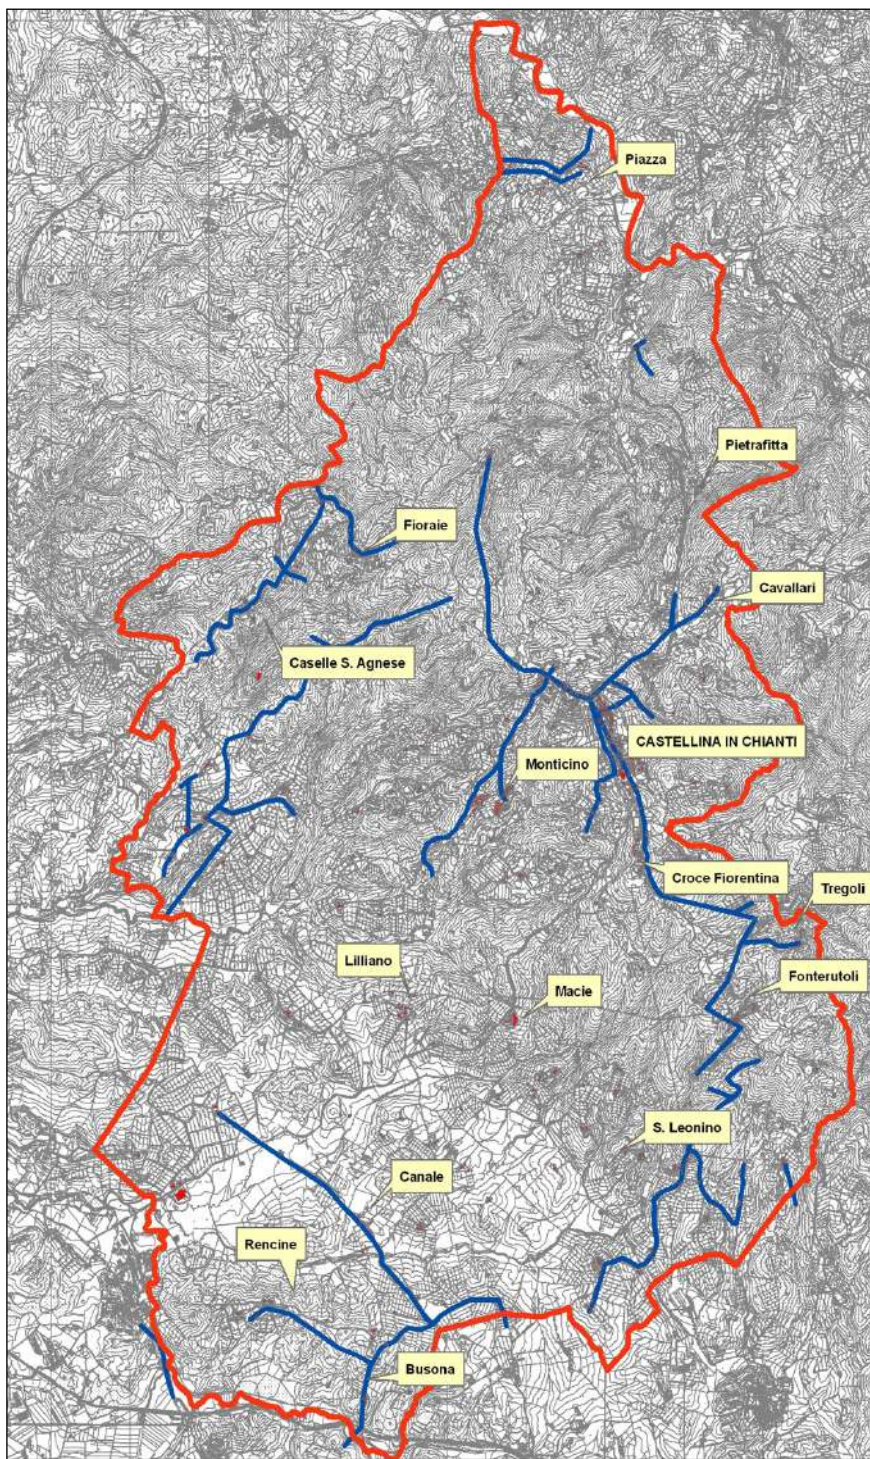 Piazza
Pietrafitta
Fioraie
Cavallari
Caselle S. Agnese
CASTELLINA IN CHIANTI
Monticino
Croce Fiorentina
Tregoli
Lilliano
Fonterutoli
Macie
S. Leonino
Canale
Rencine
Busona